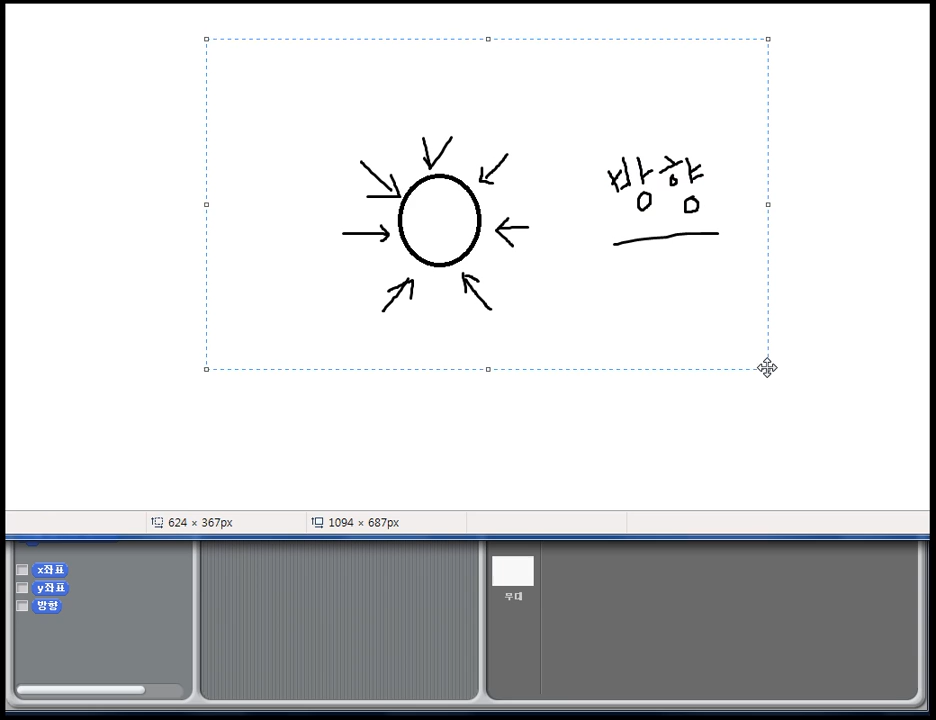 방향
624 × 367px
1094 × 687px
x좌표
y좌표
방향
무대